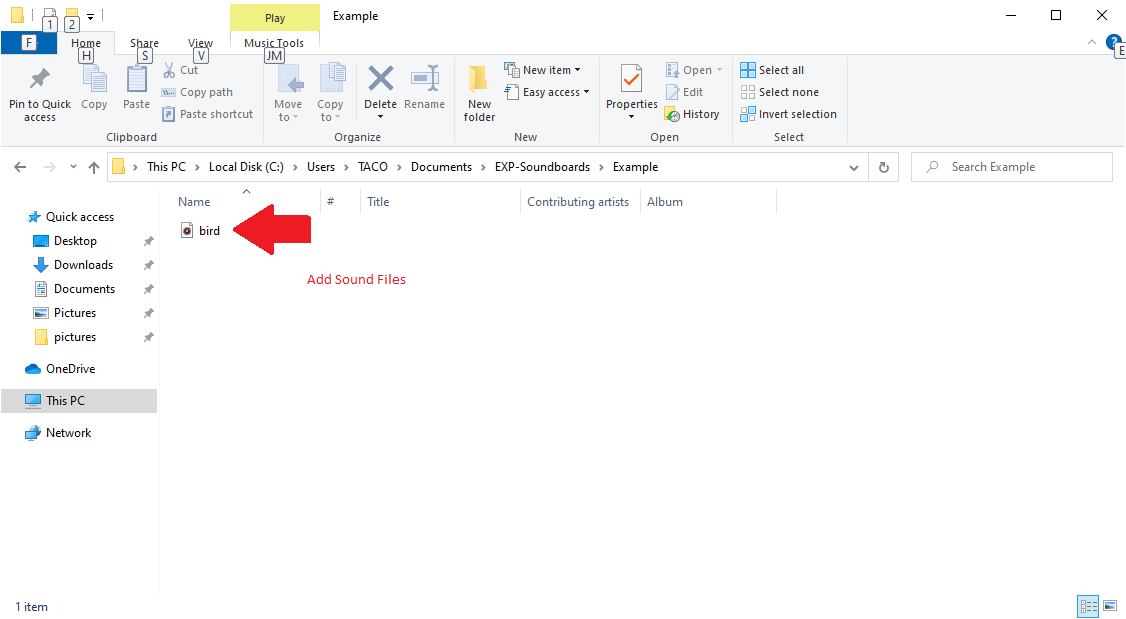 1
2
Play
Example
F
Home
Share
View
Music Tools
H
S
V
JM
?
E
Pin to Quick access
Copy
Paste
Cut
Copy path
Paste shortcut
Clipboard
Move to
Copy to
Delete
Rename
Organize
New folder
New item
Easy access
New
Properties
Open
Edit
History
Open
Select all
Select none
Invert selection
Select
This PC > Local Disk (C:) > Users > TACO > Documents > EXP-Soundboards > Example
Search Example
Name
#
Title
Contributing artists
Album
Quick access
Desktop
Downloads
Documents
Pictures
pictures
OneDrive
This PC
Network
bird
Add Sound Files
1 item